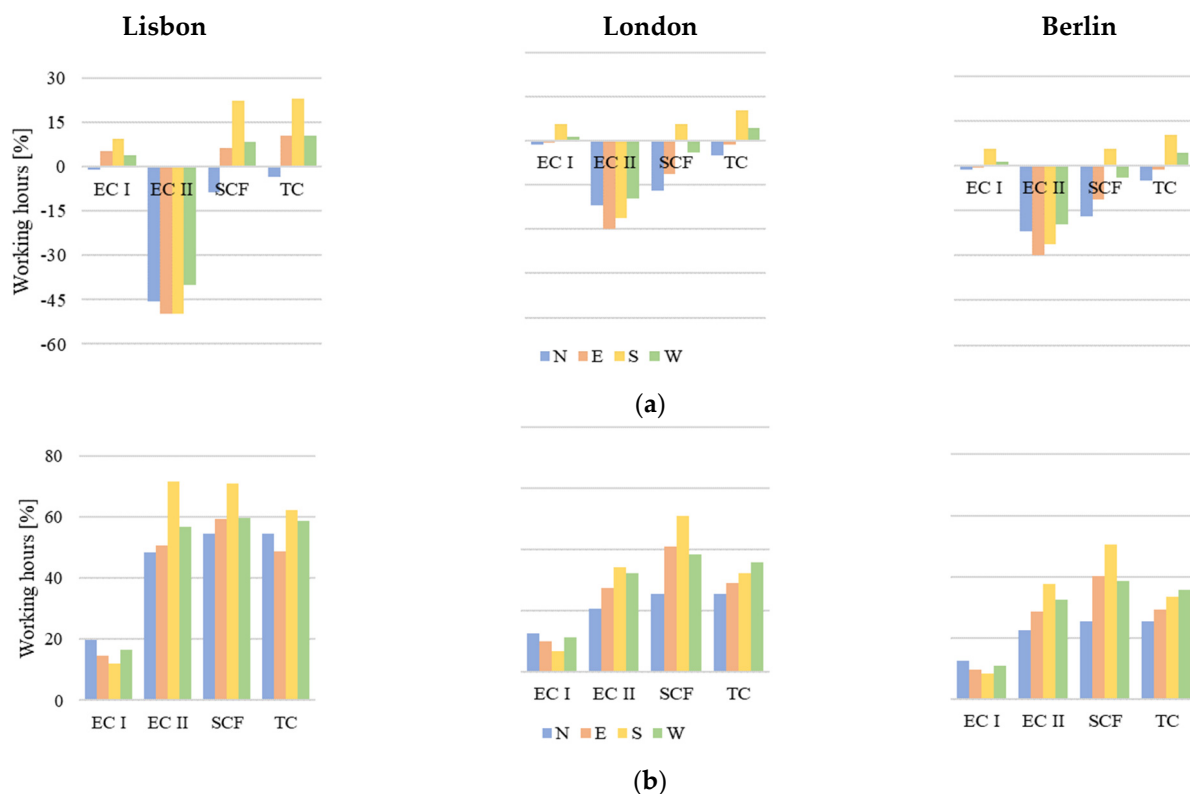 Lisbon
London
Berlin
Working hours [%]
30
15
0
-15
-30
-45
-60
EC I
EC II
SCF
TC
EC I
EC II
SCF
TC
EC I
EC II
SCF
TC
N E S W
(a)
Working hours [%]
80
60
40
20
0
EC I
EC II
SCF
TC
EC I
EC II
SCF
TC
EC I
EC II
SCF
TC
N E S W
(b)